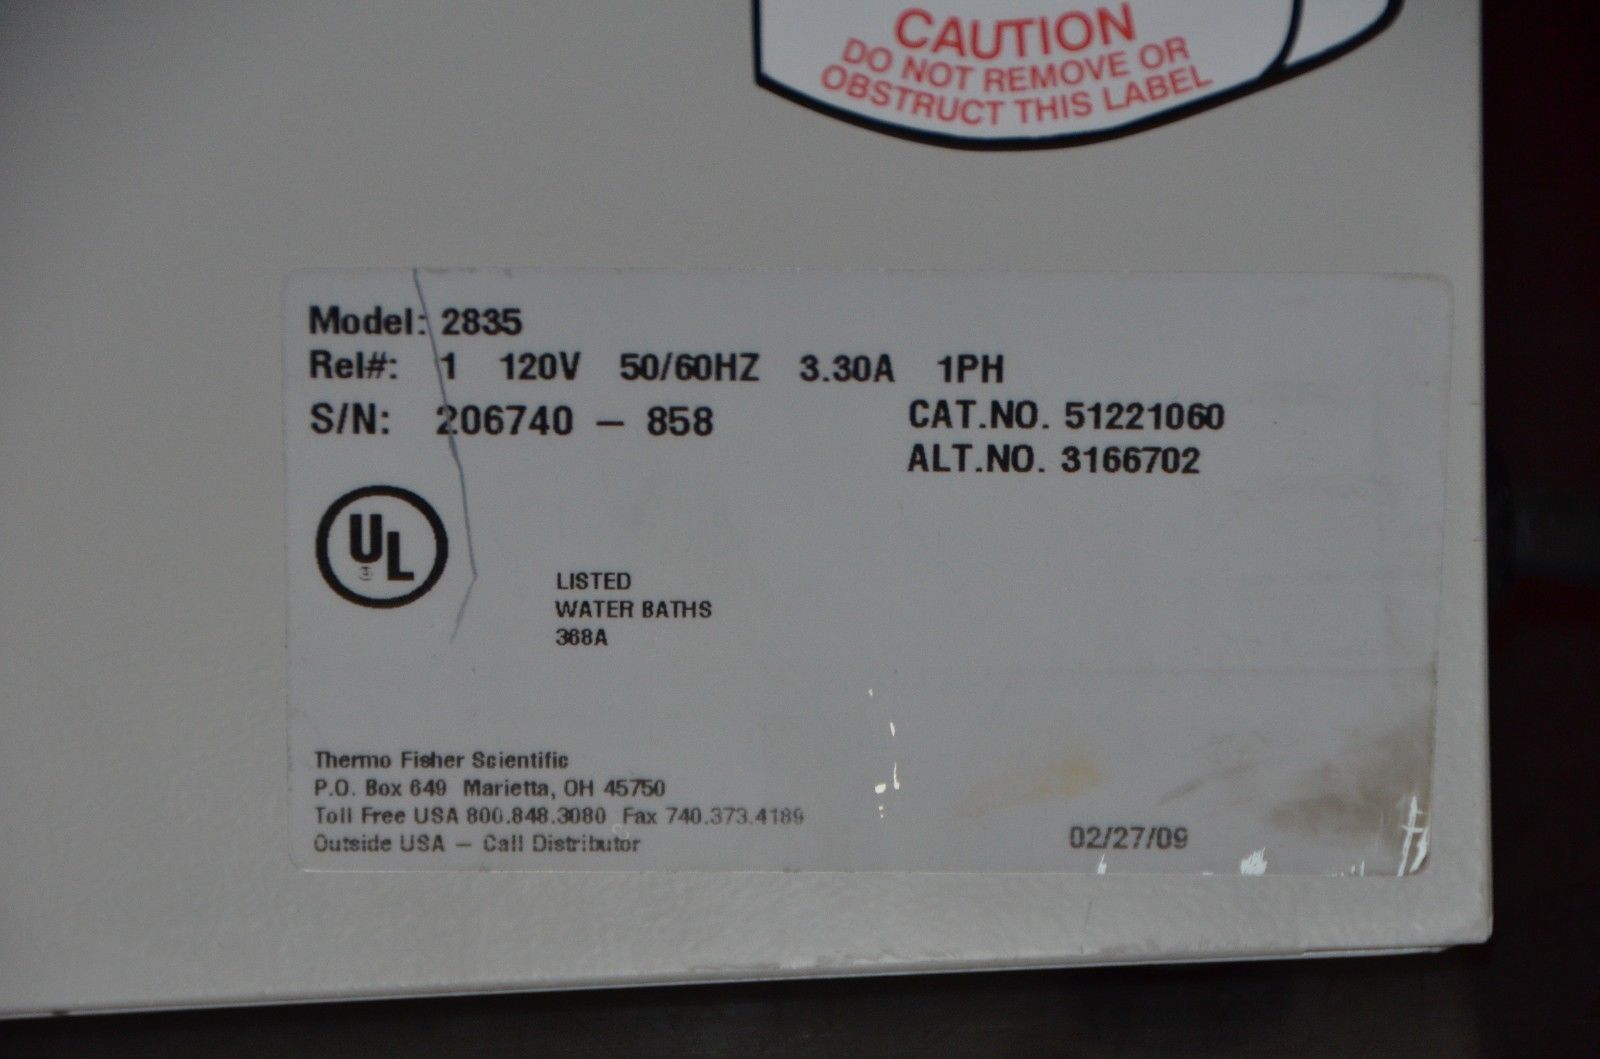 CAUTION
DO NOT REMOVE OR
OBSTRUCT THIS LABEL
Model: 2835
Rel#: 1 120V 50/60HZ 3.30A 1PH
S/N: 206740 – 858
CAT.NO. 51221060
ALT.NO. 3166702
UL
LISTED
WATER BATHS
368A
Thermo Fisher Scientific
P.O. Box 649 Marietta, OH 45750
Toll Free USA 800.848.3080 Fax 740.373.4189
Outside USA – Call Distributor
02/27/09